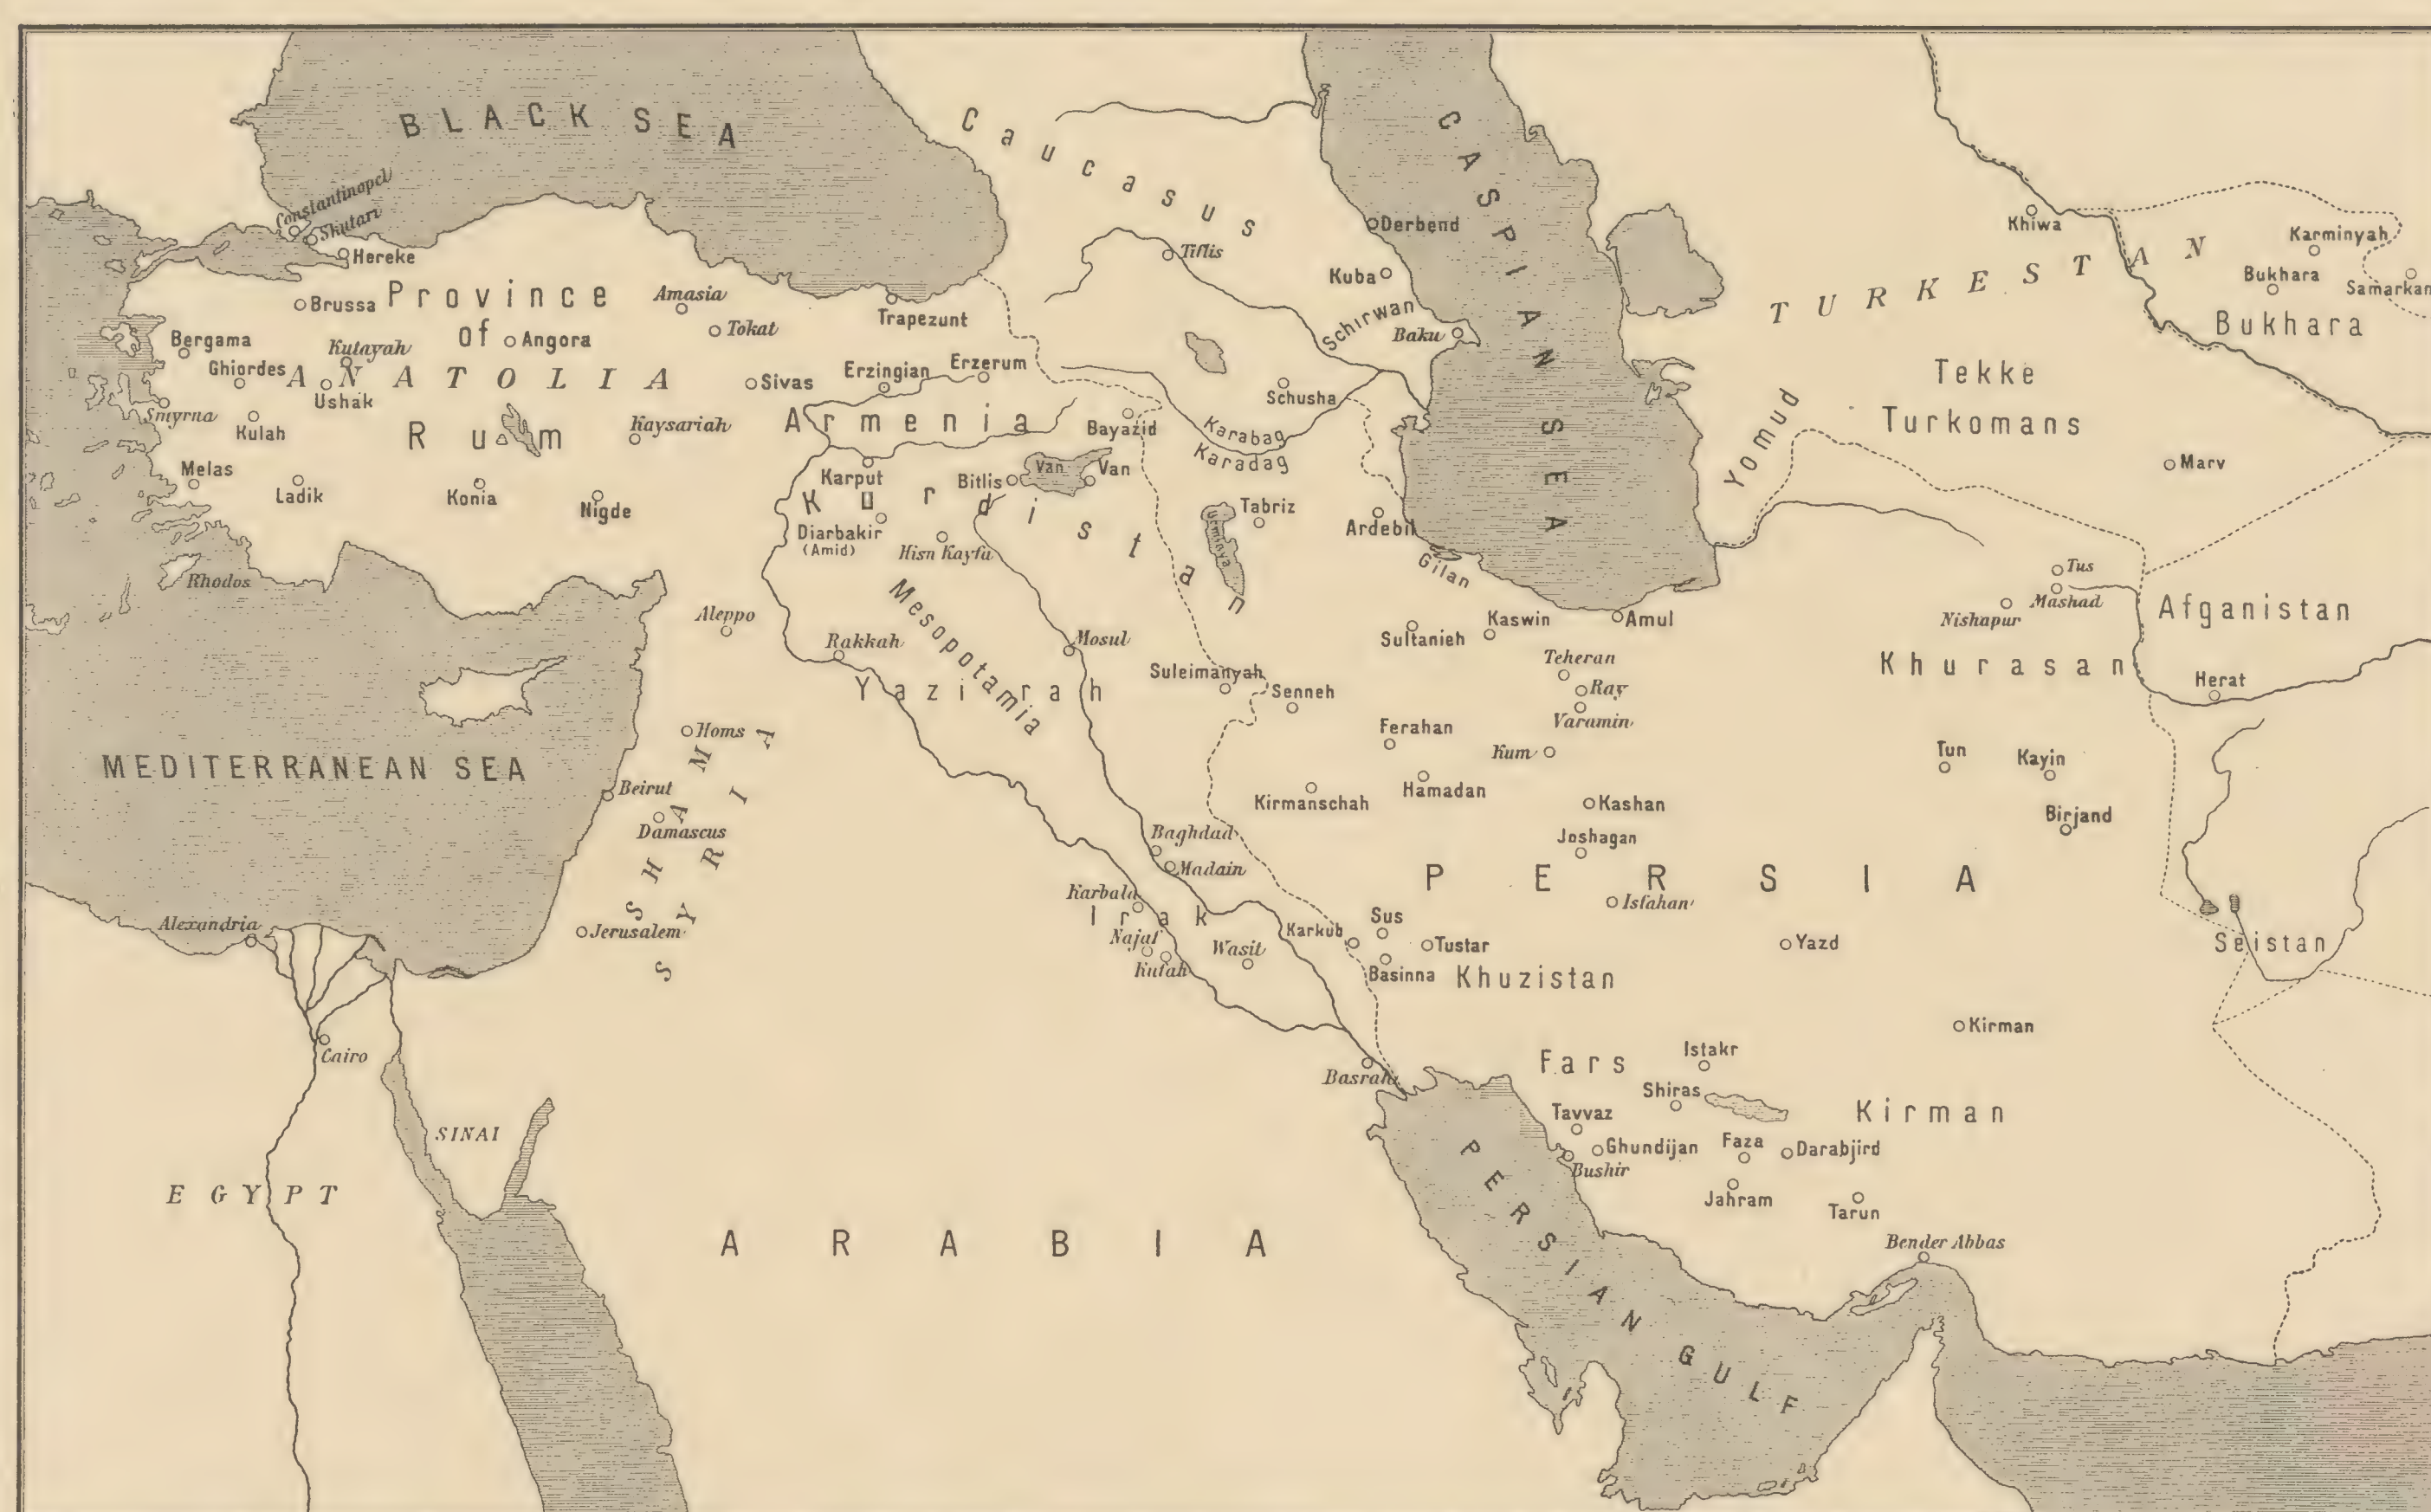 BLACK SEA
Caucasus
CASPIAN SEA
Constantinopel
Skutari
Hereke
Derbend
Khiwa
Karminyah
TURKESTAN
Tiflis
Kuba
Bukhara
Samarkan
Brussa
Province
Amasia
Trapezunt
Schirwan
Baku
Bukhara
Bergama
Kutayah
of
Angora
Tokat
Ghiordes
ANATOLIA
Ushak
Sivas
Erzingian
Erzerum
Schusha
Tekke
Turkomans
Yomud
Smyrna
Kulah
Rum
Kaysariah
Armenia
Bayazid
Karabag
Karadag
Marv
Melas
Ladik
Konia
Nigde
Karput
Bitlis
Van
Van
Kurdistan
Diarbakir
(Amid)
Hisn Kayfa
Urmiya
Tabriz
Ardebil
Gilan
Rhodos
Mesopotamia
Tus
Mashad
Nishapur
Afganistan
Aleppo
Rakkah
Mosul
Sultanieh
Kaswin
Amul
Teheran
Ray
Varamin
Khurasan
Herat
Yazirah
Suleimanyah
Senneh
Homs
Ferahan
Kum
Tun
Kayin
MEDITERRANEAN SEA
Beirut
Damascus
SHAMA
SYRIA
Kirmanschah
Hamadan
Kashan
Birjand
Baghdad
Madain
Joshagan
PERSIA
Karbala
Isfahan
Alexandria
Jerusalem
Irak
Najaf
Kufah
Wasit
Karkub
Sus
Tustar
Yazd
Seistan
Basinna
Khuzistan
Cairo
Basrah
Kirman
Fars
Istakr
Shiras
Kirman
SINAI
Tavvaz
Ghundijan
Faza
Darabjird
Bushir
EGYPT
Jahram
Tarun
ARABIA
PERSIAN GULF
Bender Abbas